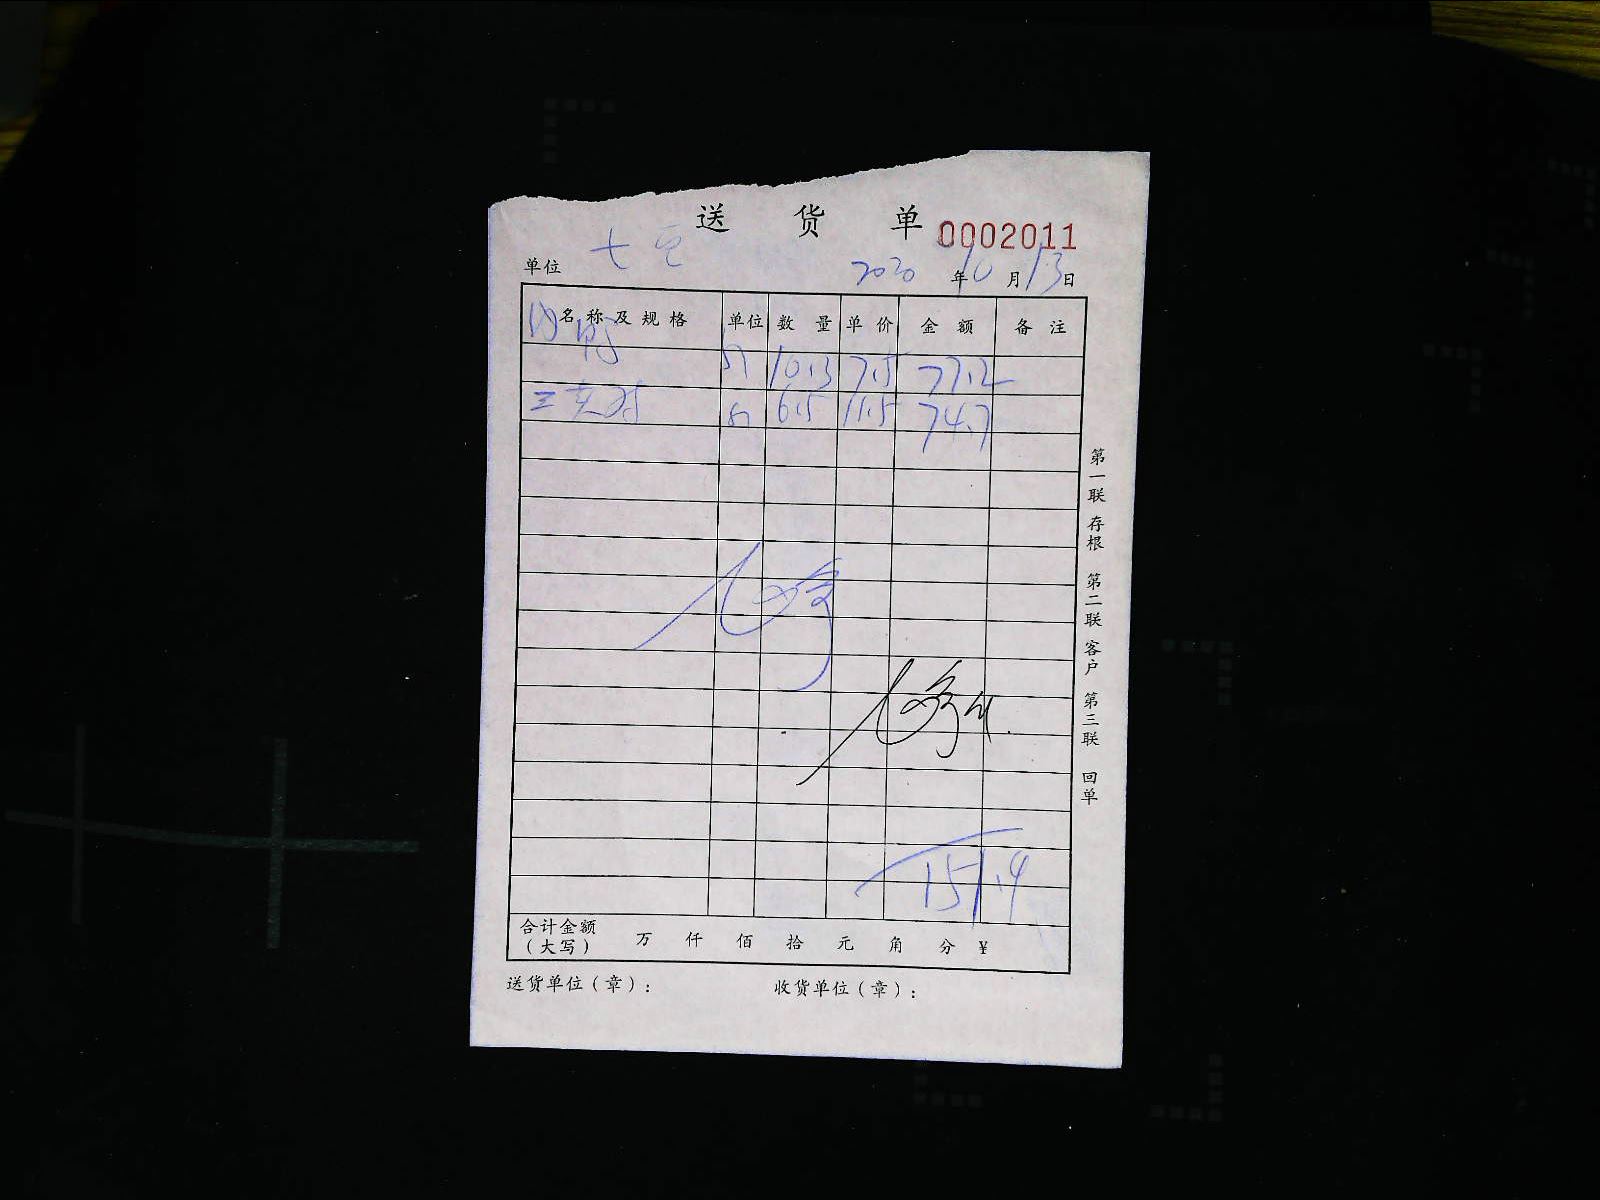 送 货 单 0002011
单位 七 2020 年 10 月 13 日
名 称 及 规 格 单位 数 量 单 价 金 额 备 注
肉鸭 斤 10.3 7.5 77.2
三黄鸡 斤 6.5 11.5 74.7
151.9
合计金额
（大写） 万 仟 佰 拾 元 角 分 ￥
送货单位（章）： 收货单位（章）：
第一联 存根 第二联 客户 第三联 回单